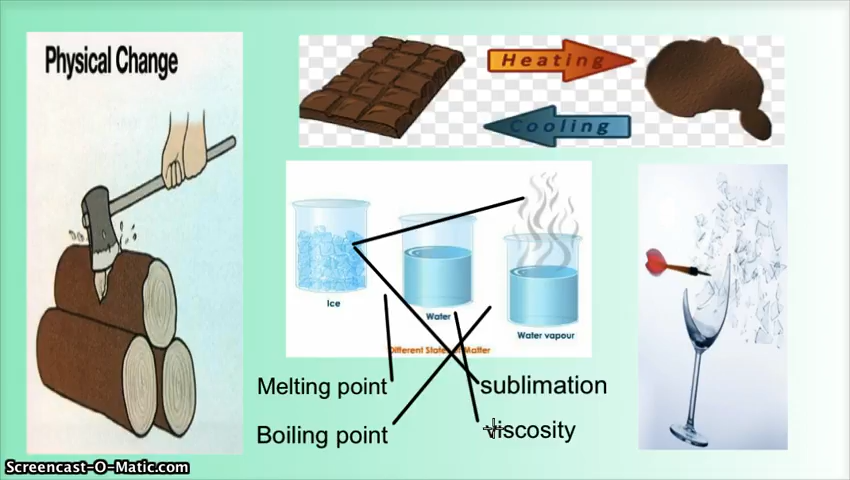 Physical Change
Heating
Cooling
Ice
Water
Water vapour
Different States of Matter
Melting point
sublimation
Boiling point
viscosity
Screencast-O-Matic.com